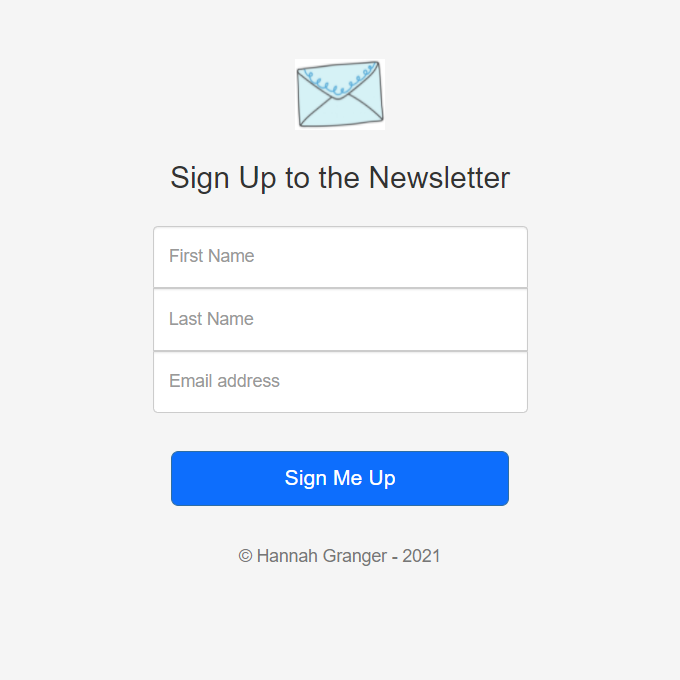 Sign Up to the Newsletter
First Name
Last Name
Email address
Sign Me Up
© Hannah Granger - 2021